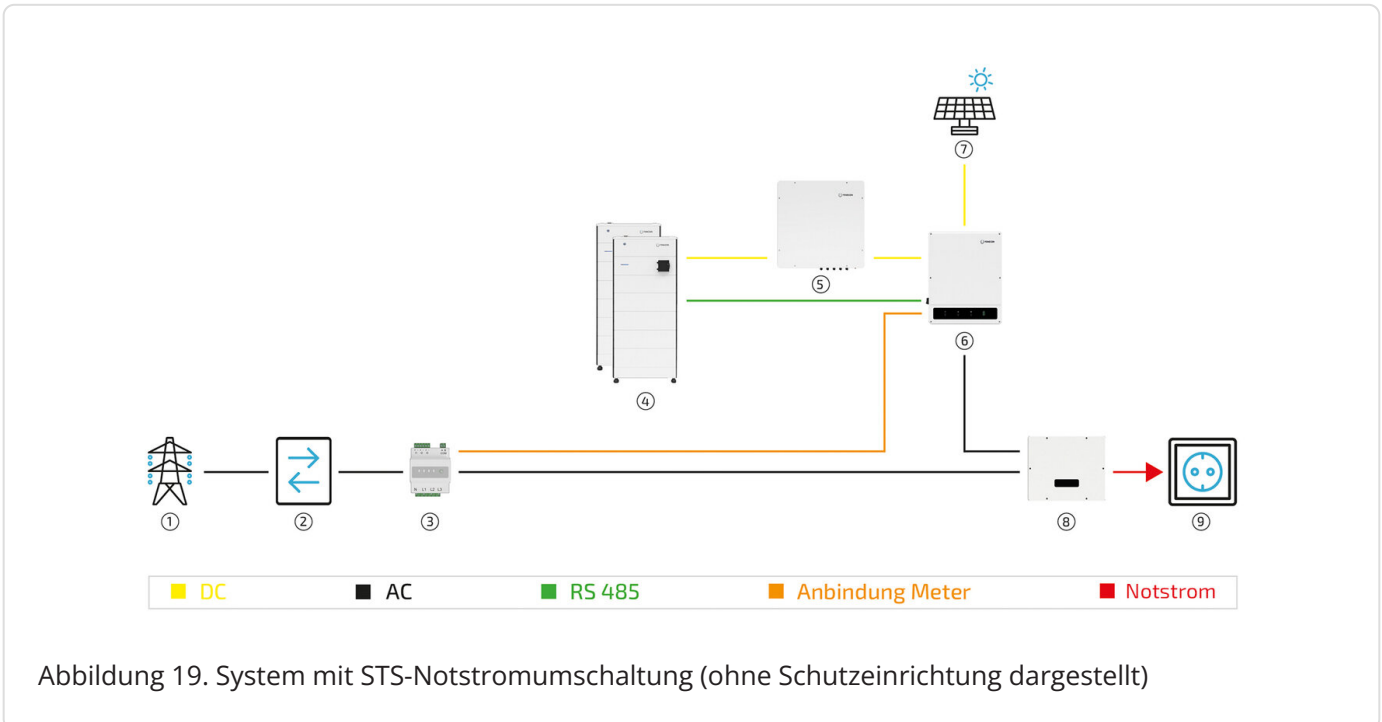 ⑦
⑤
⑥
④
① ② ③ ⑧ ⑨
N L1 L2 L3
DC AC RS 485 Anbindung Meter Notstrom
Abbildung 19. System mit STS-Notstromumschaltung (ohne Schutzeinrichtung dargestellt)